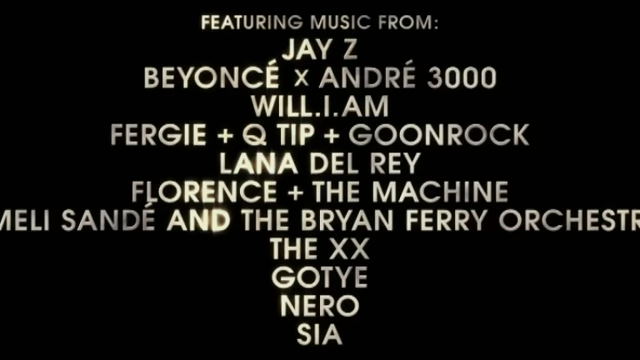 FEATURING MUSIC FROM:
JAY Z
BEYONCÉ x ANDRÉ 3000
WILL.I.AM
FERGIE + Q TIP + GOONROCK
LANA DEL REY
FLORENCE + THE MACHINE
MELI SANDÉ AND THE BRYAN FERRY ORCHESTR
THE XX
GOTYE
NERO
SIA